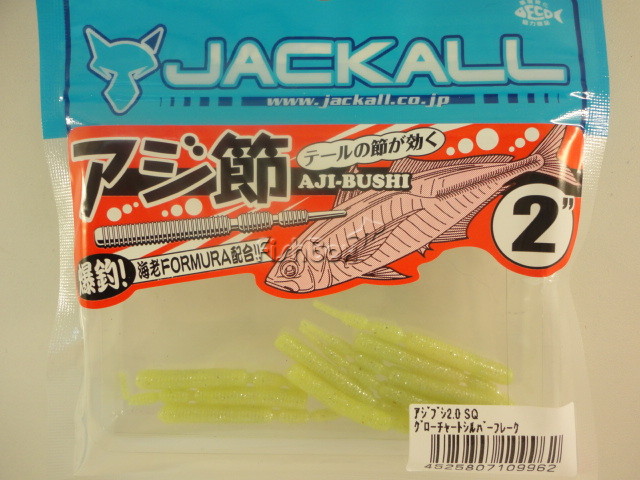 JACKALL
www.jackall.co.jp
ECO
アジ節
テールの節が効く
AJI-BUSHI
2"
爆釣!
海老FORMURA配合!!
ｱｼﾞﾌﾞｼ2.0 SQ
ｸﾞﾛｰﾁｬｰﾄｼﾙﾊﾞｰﾌﾚｰｸ
4525807109962